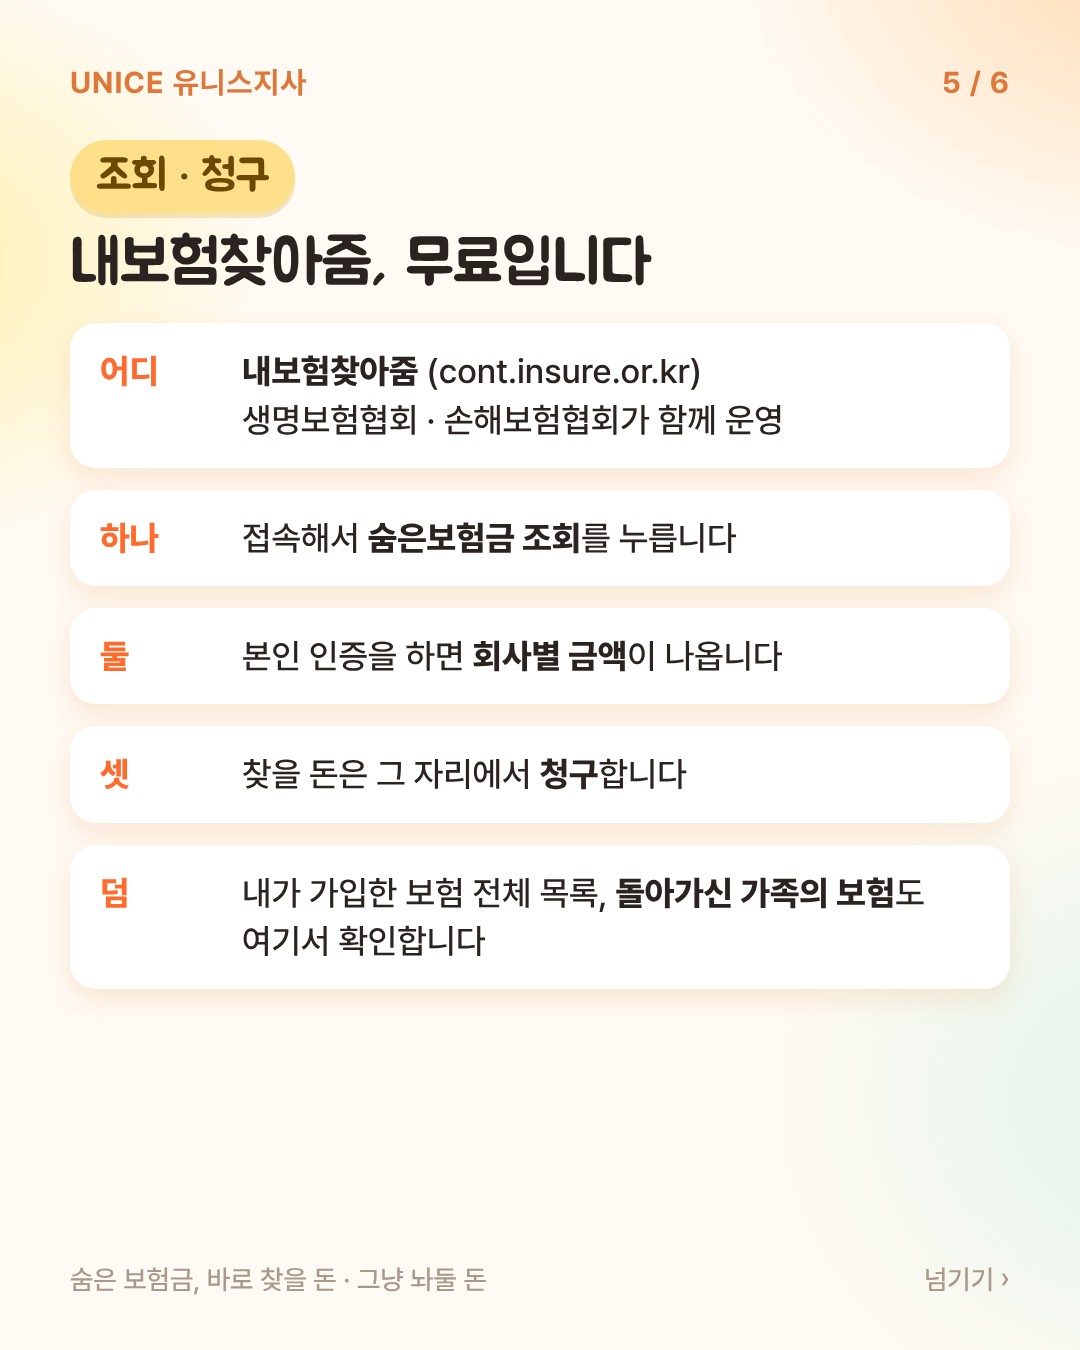 UNICE 유니스지사
5 / 6
조회 · 청구
내보험찾아줌, 무료입니다
어디
내보험찾아줌 (cont.insure.or.kr)
생명보험협회 · 손해보험협회가 함께 운영
하나
접속해서 숨은보험금 조회를 누릅니다
둘
본인 인증을 하면 회사별 금액이 나옵니다
셋
찾을 돈은 그 자리에서 청구합니다
덤
내가 가입한 보험 전체 목록, 돌아가신 가족의 보험도
여기서 확인합니다
숨은 보험금, 바로 찾을 돈 · 그냥 놔둘 돈
넘기기 ›